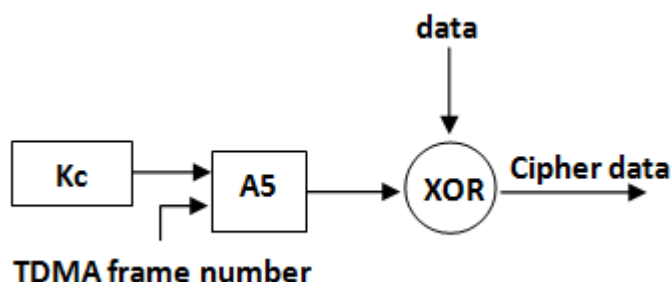 data
Kc
A5
XOR
Cipher data
TDMA frame number